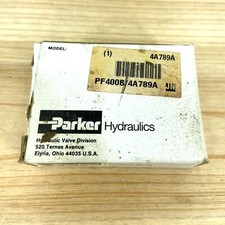 MODEL:
(1) 4A789A
PF400B/4A789A
Parker Hydraulics
Hydraulic Valve Division
520 Ternes Avenue
Elyria, Ohio 44035 U.S.A.